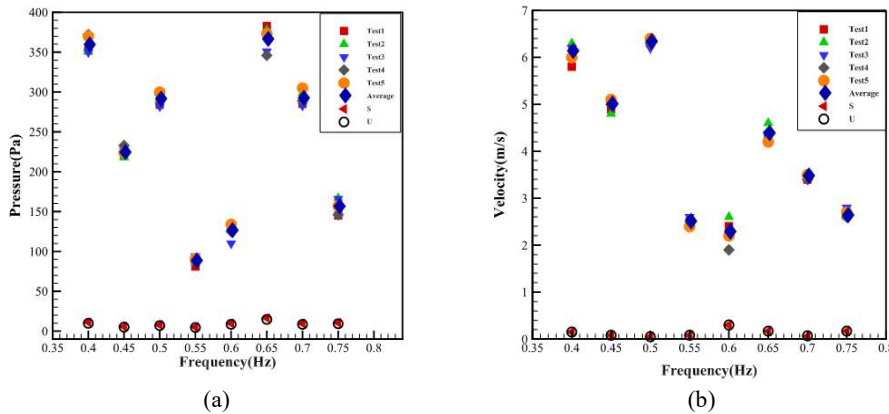 (a)
400
350
300
250
200
150
100
50
0
Pressure(Pa)
0.35 0.4 0.45 0.5 0.55 0.6 0.65 0.7 0.75 0.8
Frequency(Hz)
Test1
Test2
Test3
Test4
Test5
Average
S
U
(a)
(b)
7
6
5
4
3
2
1
0
Velocity(m/s)
0.35 0.4 0.45 0.5 0.55 0.6 0.65 0.7 0.75 0.8
Frequency(Hz)
Test1
Test2
Test3
Test4
Test5
Average
S
U
(b)